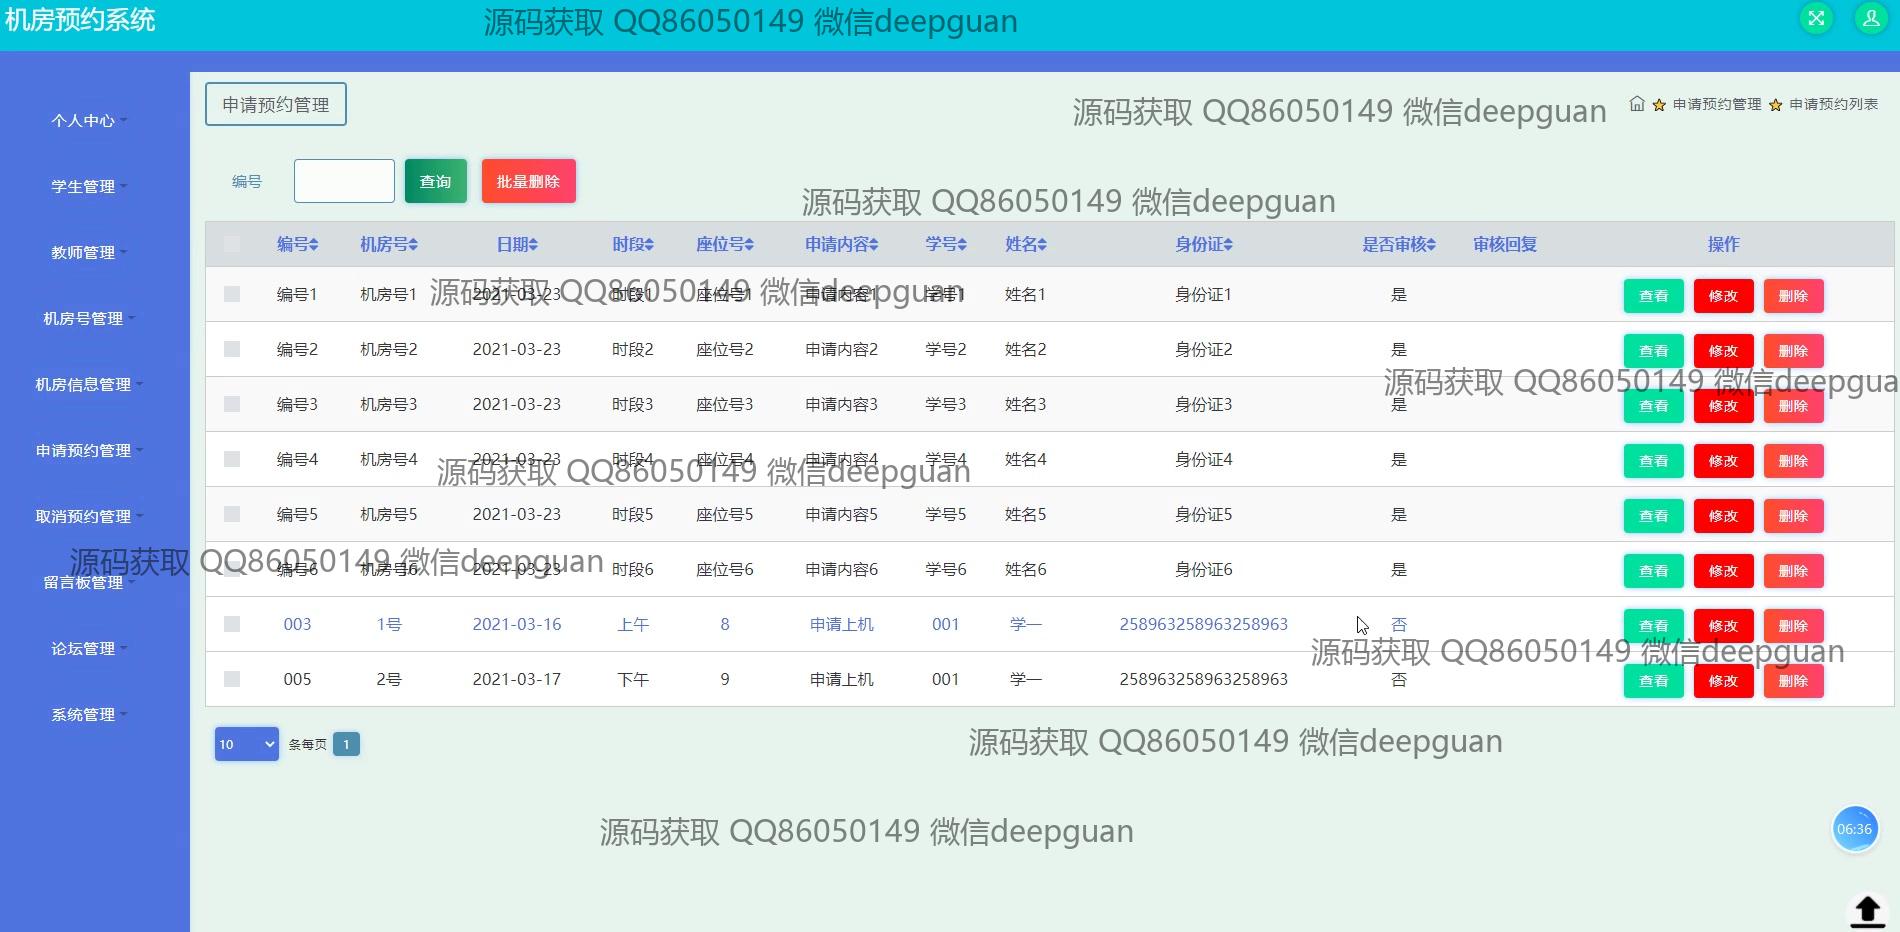 机房预约系统
源码获取 QQ86050149 微信deepguan
个人中心
学生管理
教师管理
机房号管理
机房信息管理
申请预约管理
取消预约管理
留言板管理
论坛管理
系统管理
申请预约管理
源码获取 QQ86050149 微信deepguan
申请预约管理 申请预约列表
编号 查询 批量删除
源码获取 QQ86050149 微信deepguan
编号 机房号 日期 时段 座位号 申请内容 学号 姓名 身份证 是否审核 审核回复 操作
编号1 机房号1 2021-03-23 时段1 座位号1 申请内容1 学号1 姓名1 身份证1 是 查看 修改 删除
源码获取 QQ86050149 微信deepguan
编号2 机房号2 2021-03-23 时段2 座位号2 申请内容2 学号2 姓名2 身份证2 是 查看 修改 删除
源码获取 QQ86050149 微信deepgua
编号3 机房号3 2021-03-23 时段3 座位号3 申请内容3 学号3 姓名3 身份证3 是 查看 修改 删除
编号4 机房号4 2021-03-23 时段4 座位号4 申请内容4 学号4 姓名4 身份证4 是 查看 修改 删除
源码获取 QQ86050149 微信deepguan
编号5 机房号5 2021-03-23 时段5 座位号5 申请内容5 学号5 姓名5 身份证5 是 查看 修改 删除
源码获取 QQ86050149 微信deepguan
编号6 机房号6 2021-03-23 时段6 座位号6 申请内容6 学号6 姓名6 身份证6 是 查看 修改 删除
003 1号 2021-03-16 上午 8 申请上机 001 学一 258963258963258963 否 查看 修改 删除
源码获取 QQ86050149 微信deepguan
005 2号 2021-03-17 下午 9 申请上机 001 学一 258963258963258963 否 查看 修改 删除
10 条每页 1
源码获取 QQ86050149 微信deepguan
源码获取 QQ86050149 微信deepguan
06:36